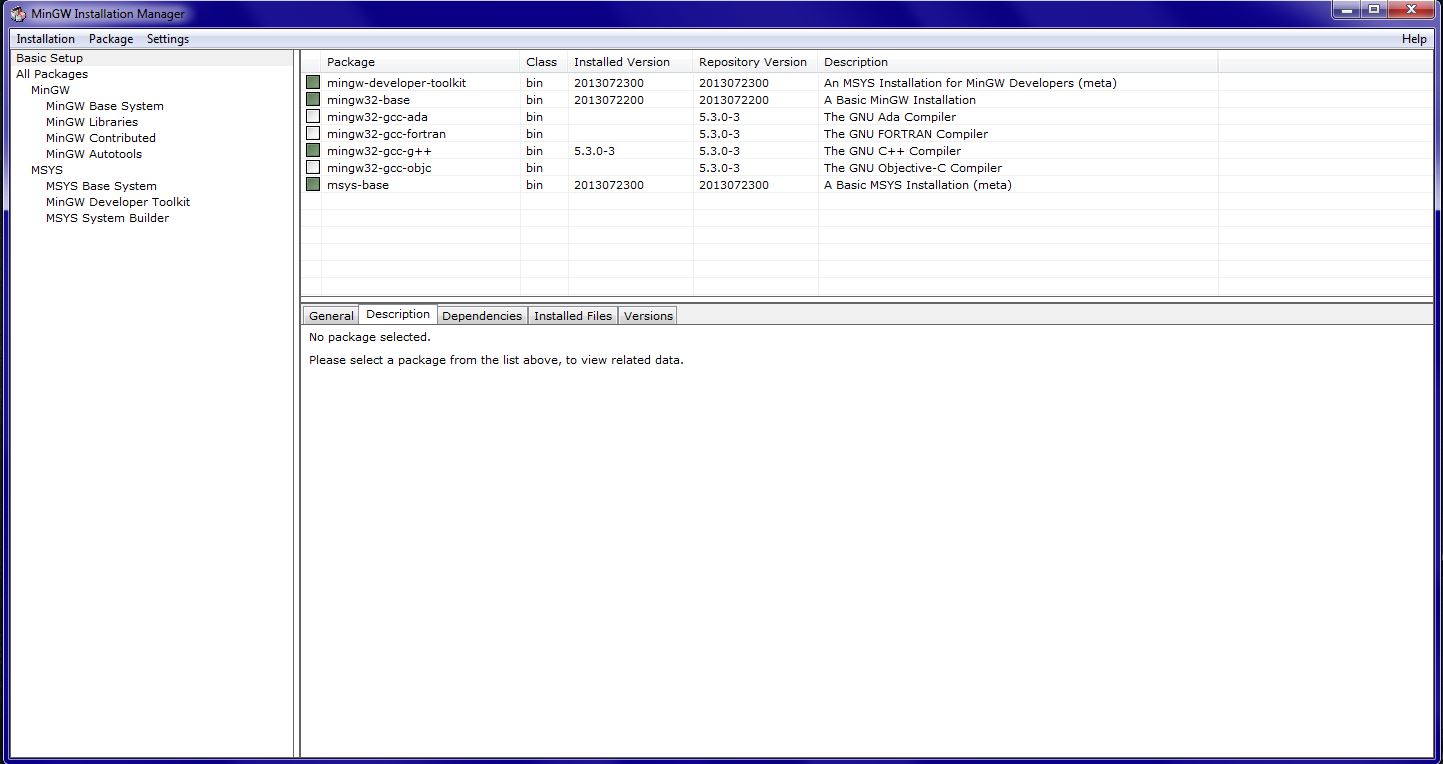 MinGW Installation Manager
Installation Package Settings Help
Basic Setup
All Packages
MinGW
MinGW Base System
MinGW Libraries
MinGW Contributed
MinGW Autotools
MSYS
MSYS Base System
MinGW Developer Toolkit
MSYS System Builder
Package Class Installed Version Repository Version Description
mingw-developer-toolkit bin 2013072300 2013072300 An MSYS Installation for MinGW Developers (meta)
mingw32-base bin 2013072200 2013072200 A Basic MinGW Installation
mingw32-gcc-ada bin 5.3.0-3 The GNU Ada Compiler
mingw32-gcc-fortran bin 5.3.0-3 The GNU FORTRAN Compiler
mingw32-gcc-g++ bin 5.3.0-3 5.3.0-3 The GNU C++ Compiler
mingw32-gcc-objc bin 5.3.0-3 The GNU Objective-C Compiler
msys-base bin 2013072300 2013072300 A Basic MSYS Installation (meta)
General Description Dependencies Installed Files Versions
No package selected.
Please select a package from the list above, to view related data.